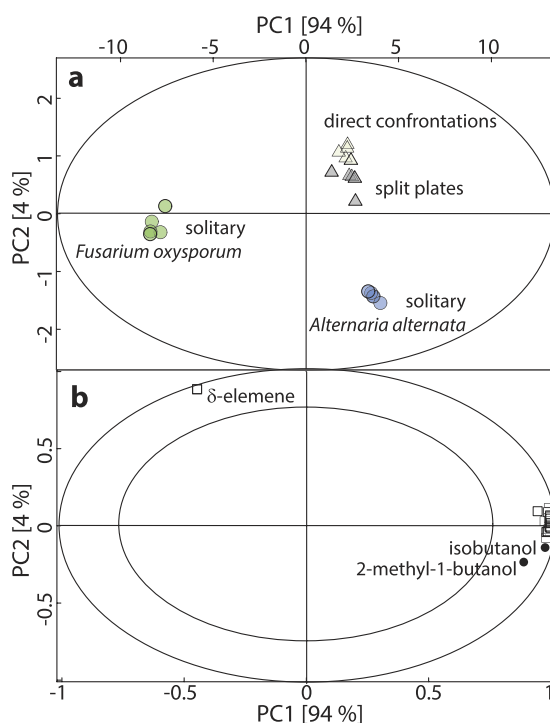 PC1 [94 %]
-10 -5 0 5 10
a
PC2 [4 %]
2
1
0
-1
-2
direct confrontations
split plates
solitary
Fusarium oxysporum
solitary
Alternaria alternata
b
PC2 [4 %]
0.5
0
-0.5
δ-elemene
isobutanol
2-methyl-1-butanol
-1 -0.5 0 0.5 1
PC1 [94 %]